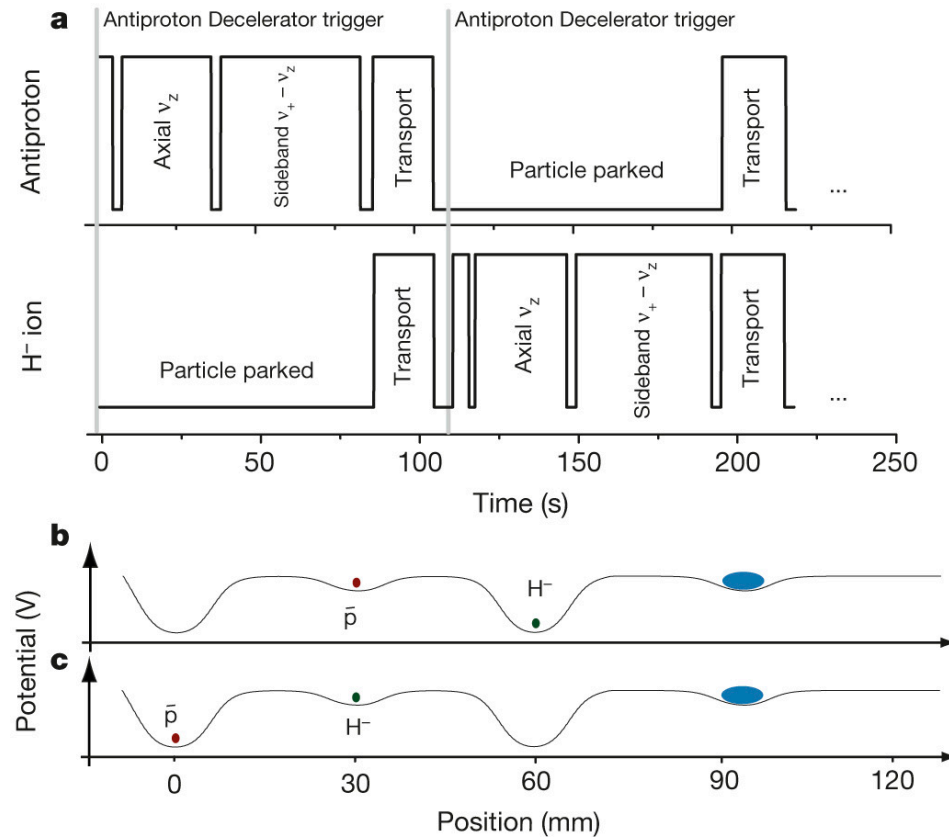 a
Antiproton Decelerator trigger
Antiproton Decelerator trigger
Antiproton
Axial ν_z
Sideband ν_+ – ν_z
Transport
Particle parked
Transport
...
H⁻ ion
Particle parked
Transport
Axial ν_z
Sideband ν_+ – ν_z
Transport
...
0 50 100 150 200 250
Time (s)
b
Potential (V)
p̄
H⁻
c
p̄
H⁻
0 30 60 90 120
Position (mm)